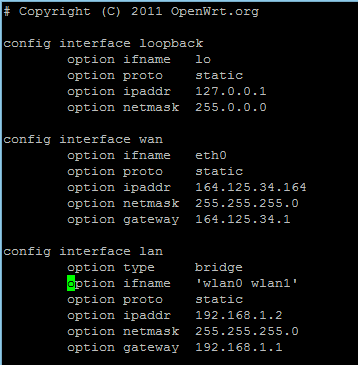 # Copyright (C) 2011 OpenWrt.org
config interface loopback
option ifname lo
option proto static
option ipaddr 127.0.0.1
option netmask 255.0.0.0
config interface wan
option ifname eth0
option proto static
option ipaddr 164.125.34.164
option netmask 255.255.255.0
option gateway 164.125.34.1
config interface lan
option type bridge
option ifname 'wlan0 wlan1'
option proto static
option ipaddr 192.168.1.2
option netmask 255.255.255.0
option gateway 192.168.1.1